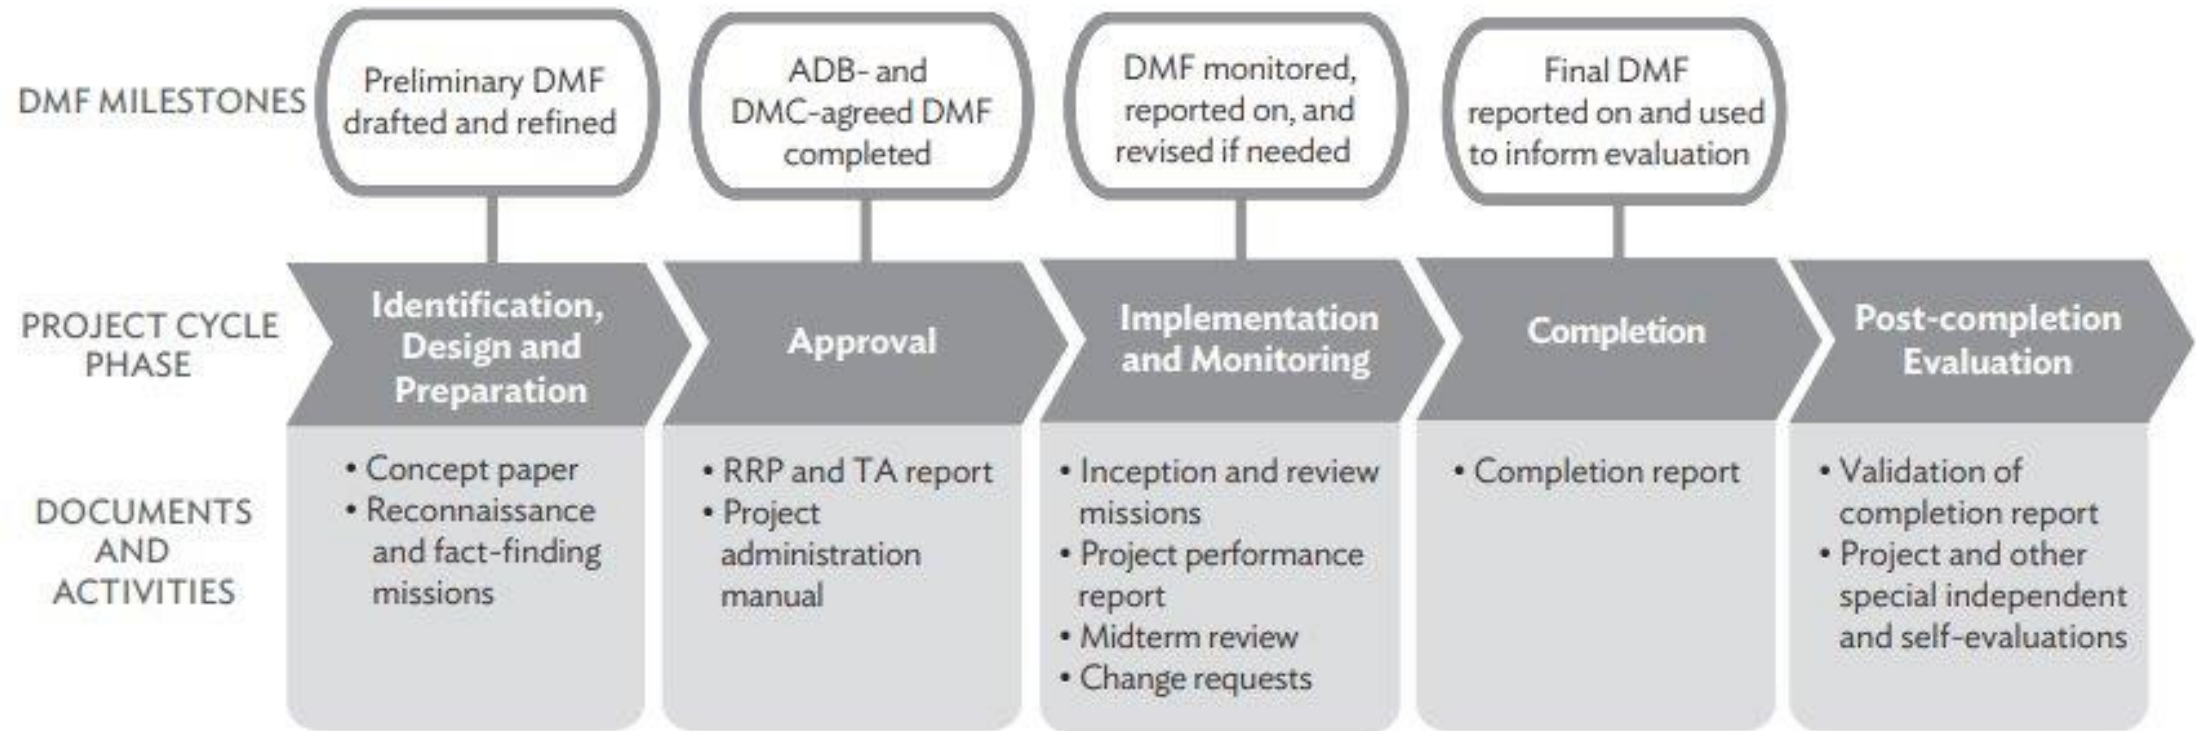 DMF MILESTONES
Preliminary DMF
drafted and refined
ADB- and
DMC-agreed DMF
completed
DMF monitored,
reported on, and
revised if needed
Final DMF
reported on and used
to inform evaluation
PROJECT CYCLE
PHASE
Identification,
Design and
Preparation
Approval
Implementation
and Monitoring
Completion
Post-completion
Evaluation
DOCUMENTS
AND
ACTIVITIES
• Concept paper
• Reconnaissance
and fact-finding
missions
• RRP and TA report
• Project
administration
manual
• Inception and review
missions
• Project performance
report
• Midterm review
• Change requests
• Completion report
• Validation of
completion report
• Project and other
special independent
and self-evaluations